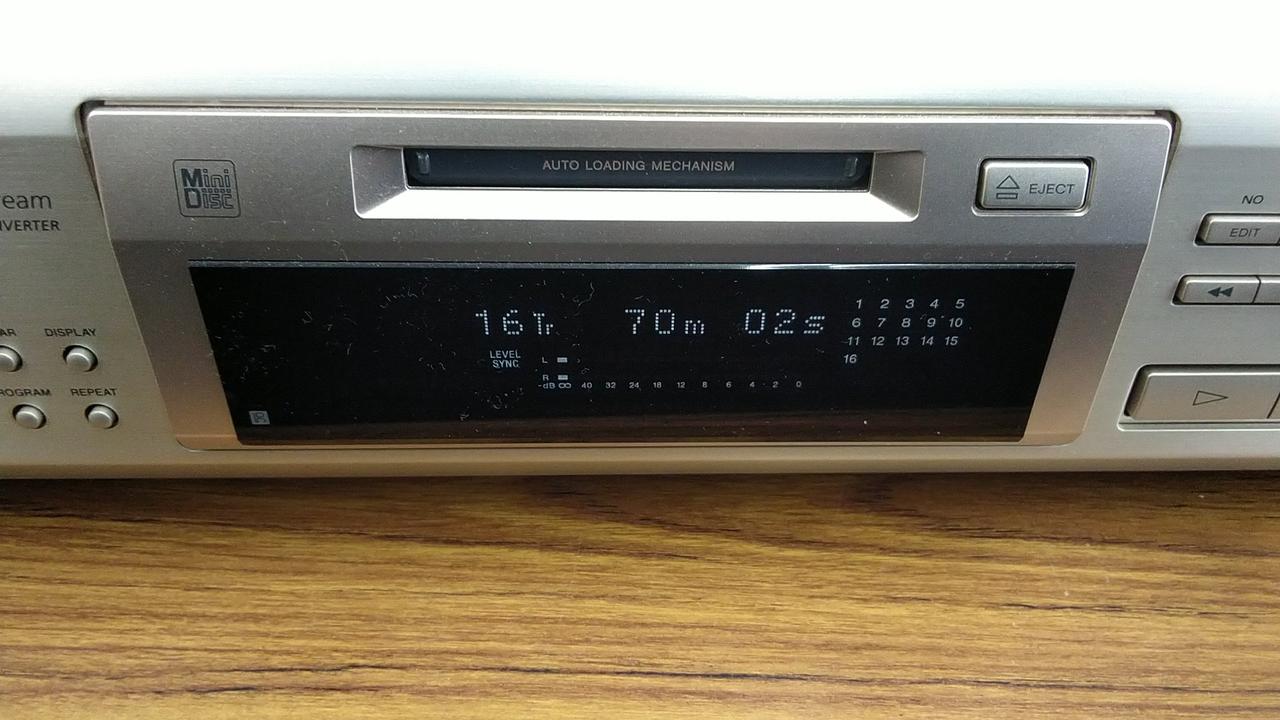 AUTO LOADING MECHANISM
Mini
Disc
EJECT
eam
VERTER
NO
EDIT
16Tr 70m 02s
1 2 3 4 5
6 7 8 9 10
11 12 13 14 15
16
LEVEL
SYNC
L
R
-dB ∞ 40 32 24 18 12 8 6 4 2 0
AR
DISPLAY
OGRAM
REPEAT